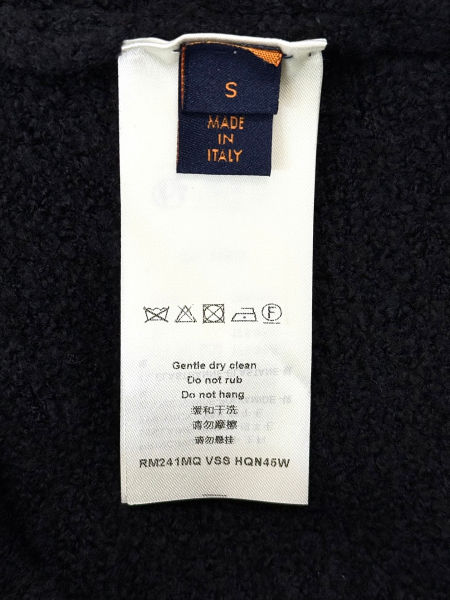 S
MADE
IN
ITALY
F
Gentle dry clean
Do not rub
Do not hang
缓和干洗
请勿摩擦
请勿悬挂
RM241MQ VSS HQN45W